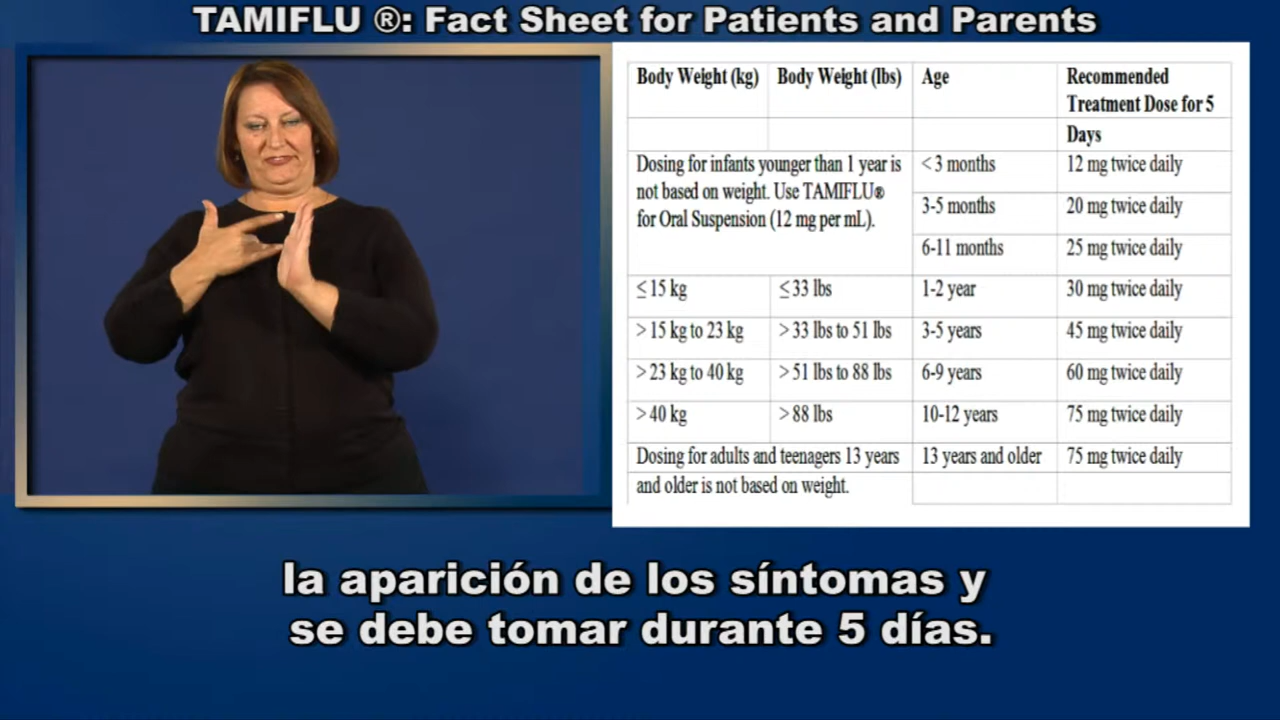 TAMIFLU ®: Fact Sheet for Patients and Parents
Body Weight (kg) Body Weight (lbs) Age Recommended
Treatment Dose for 5
Days
Dosing for infants younger than 1 year is < 3 months 12 mg twice daily
not based on weight. Use TAMIFLU® 3-5 months 20 mg twice daily
for Oral Suspension (12 mg per mL).
6-11 months 25 mg twice daily
≤ 15 kg ≤ 33 lbs 1-2 year 30 mg twice daily
> 15 kg to 23 kg > 33 lbs to 51 lbs 3-5 years 45 mg twice daily
> 23 kg to 40 kg > 51 lbs to 88 lbs 6-9 years 60 mg twice daily
> 40 kg > 88 lbs 10-12 years 75 mg twice daily
Dosing for adults and teenagers 13 years 13 years and older 75 mg twice daily
and older is not based on weight.
la aparición de los síntomas y
se debe tomar durante 5 días.